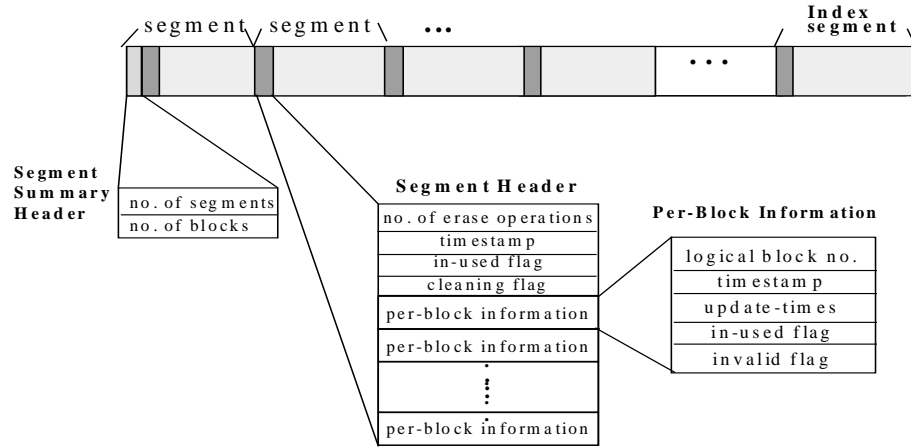 segment
segment
...
Index
segment
...
Segment
Summary
Header
no. of segments
no. of blocks
Segment Header
no. of erase operations
timestamp
in-used flag
cleaning flag
per-block information
per-block information
per-block information
Per-Block Information
logical block no.
timestamp
update-times
in-used flag
invalid flag